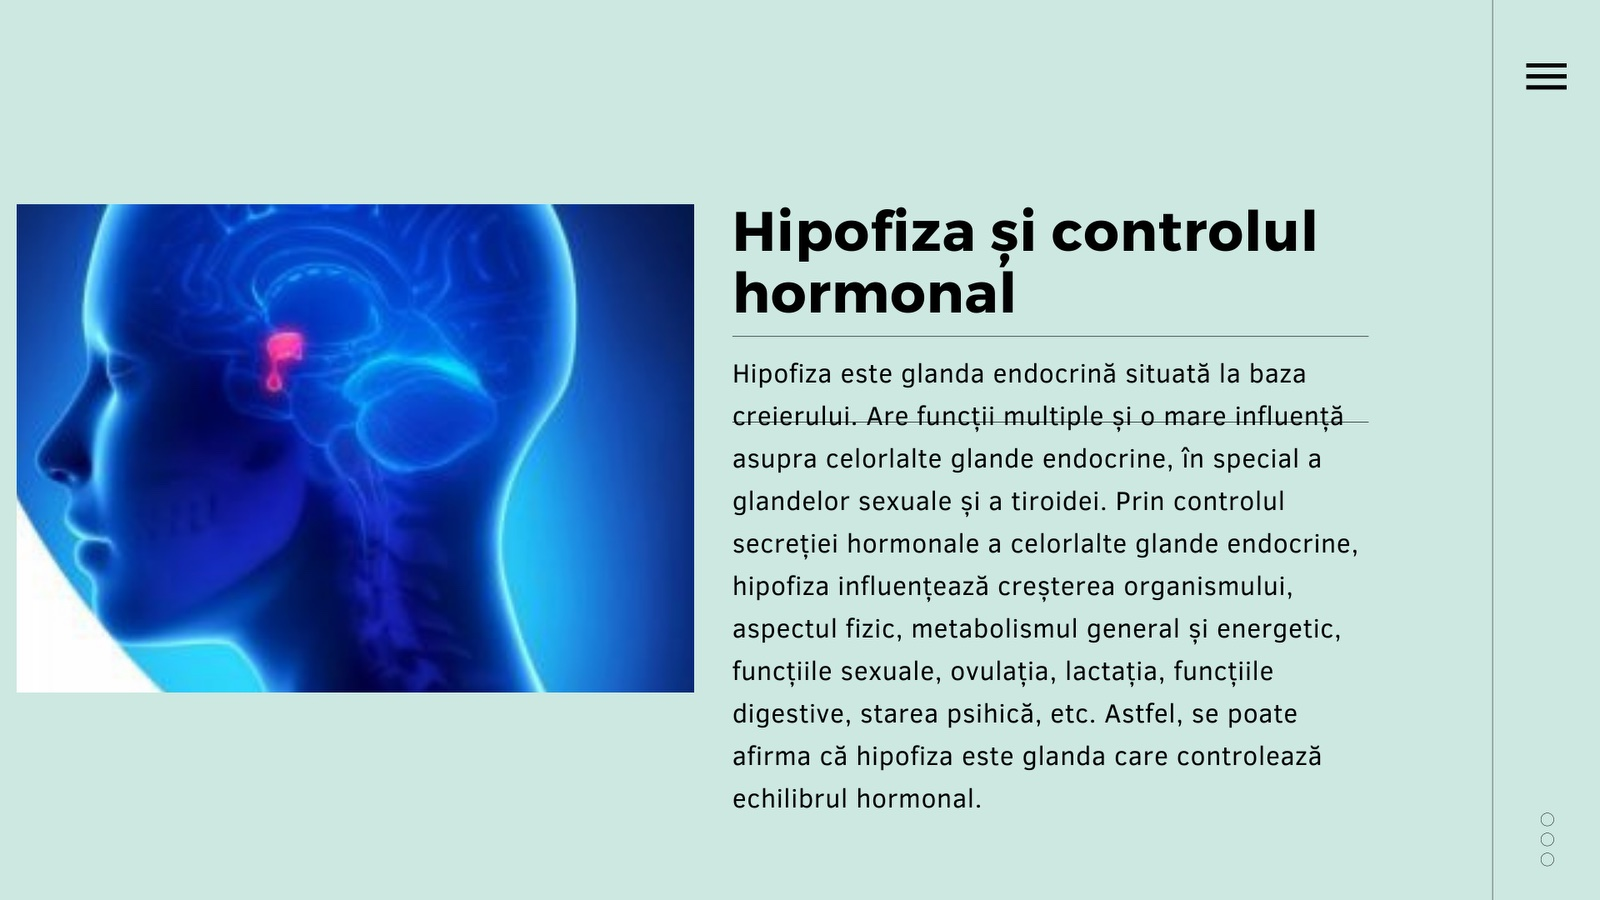 Hipofiza și controlul
hormonal
Hipofiza este glanda endocrină situată la baza
creierului. Are funcții multiple și o mare influență
asupra celorlalte glande endocrine, în special a
glandelor sexuale și a tiroidei. Prin controlul
secreției hormonale a celorlalte glande endocrine,
hipofiza influențează creșterea organismului,
aspectul fizic, metabolismul general și energetic,
funcțiile sexuale, ovulația, lactația, funcțiile
digestive, starea psihică, etc. Astfel, se poate
afirma că hipofiza este glanda care controlează
echilibrul hormonal.